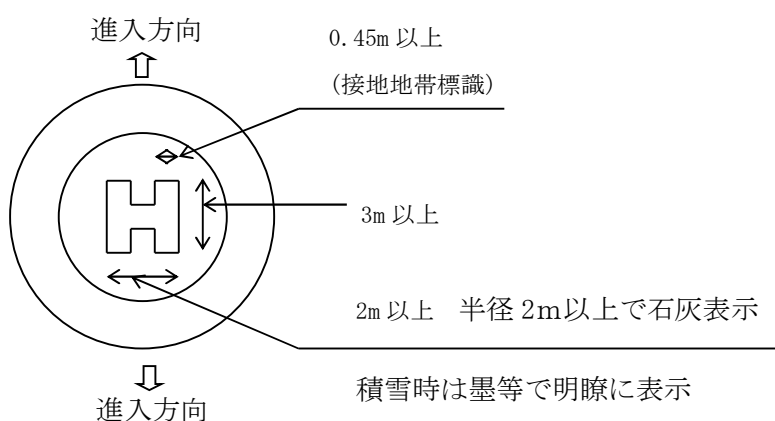 進入方向
0.45m 以上
(接地地帯標識)
H
3m 以上
2m 以上　半径 2m以上で石灰表示
積雪時は墨等で明瞭に表示
進入方向